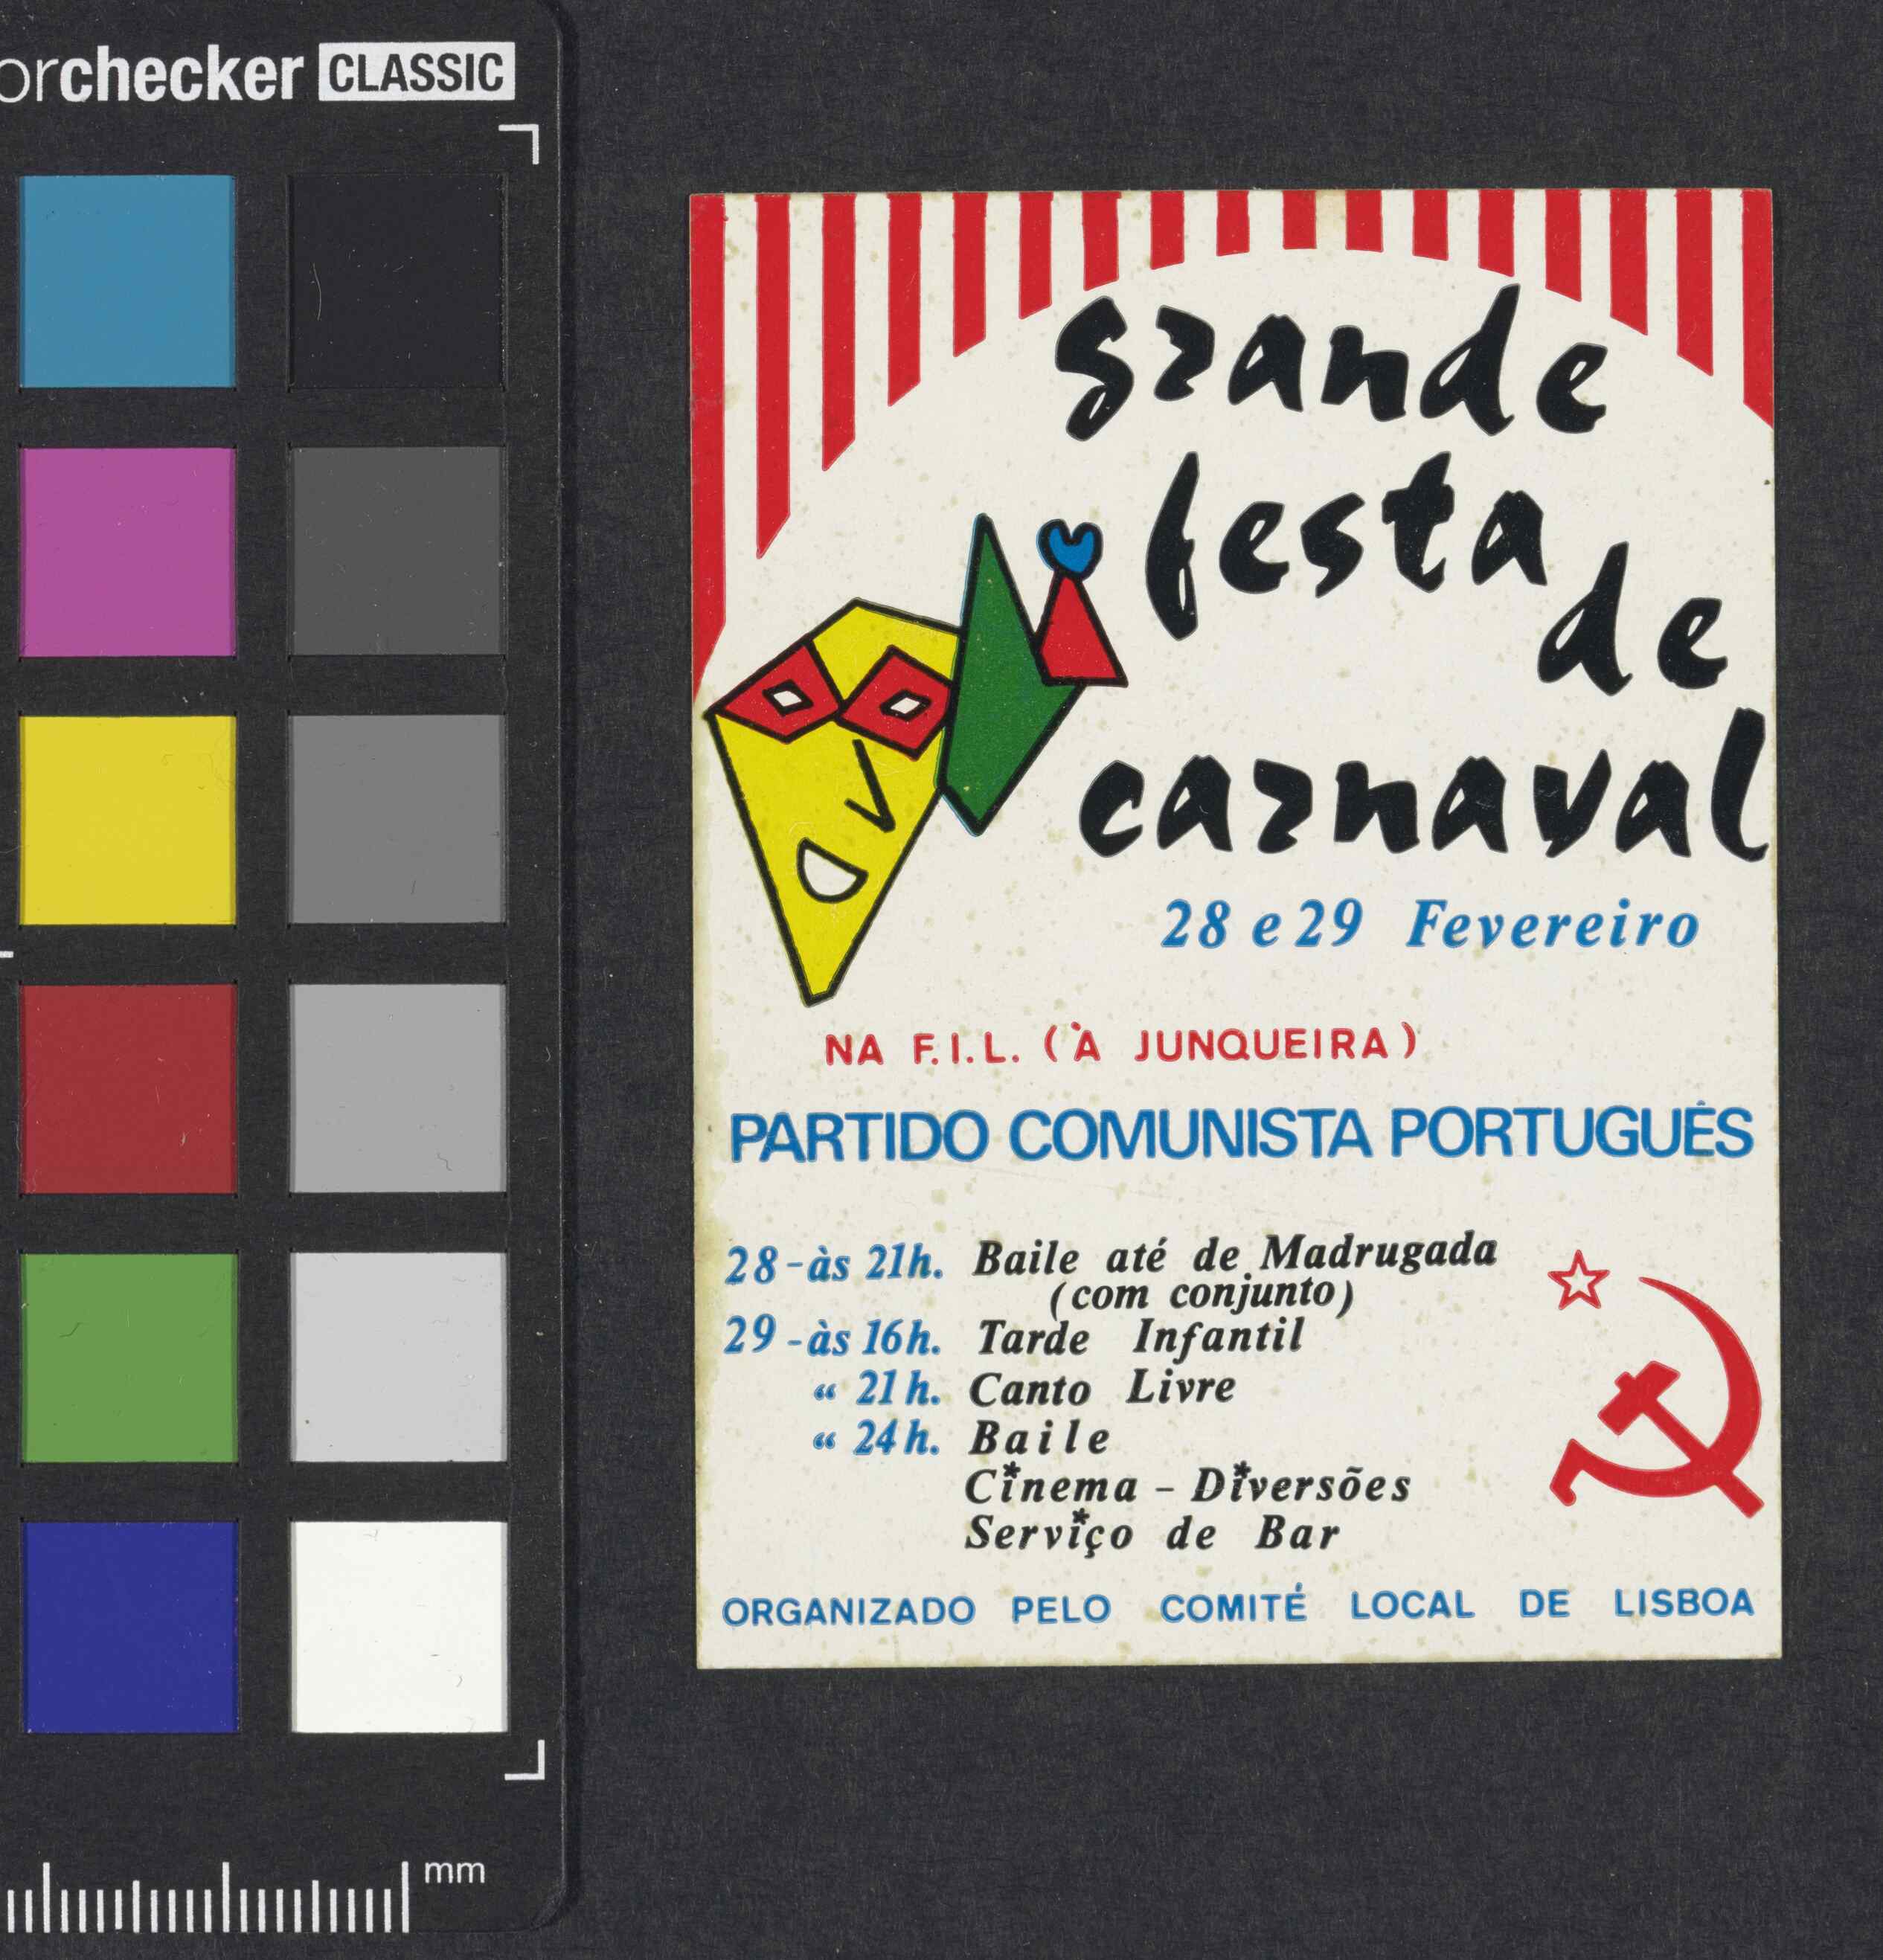 orchecker CLASSIC
grande
festa
de
carnaval
28 e 29 Fevereiro
NA F.I.L. (À JUNQUEIRA)
PARTIDO COMUNISTA PORTUGUÊS
28-às 21h. Baile até de Madrugada
(com conjunto)
29-às 16h. Tarde Infantil
“ 21h. Canto Livre
“ 24h. Baile
Cinema - Diversões
Serviço de Bar
ORGANIZADO PELO COMITÉ LOCAL DE LISBOA
mm